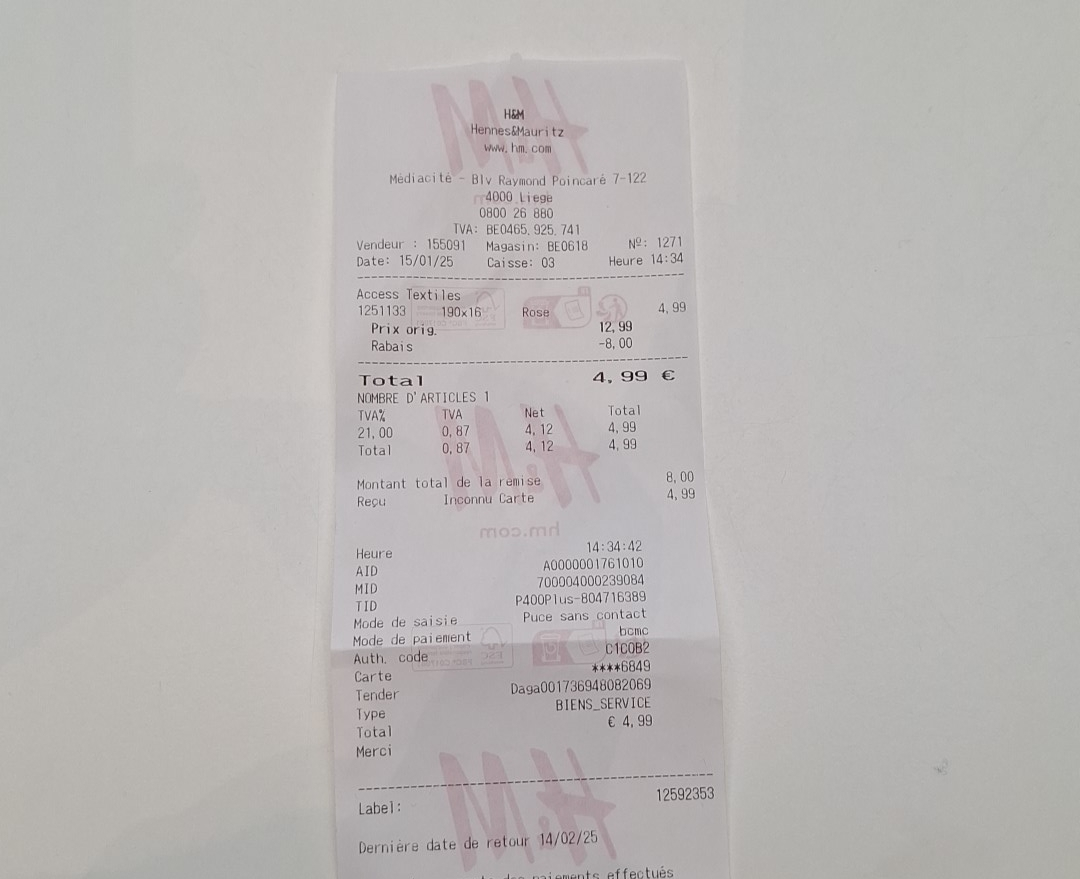 H&M
Hennes&Mauritz
www.hm.com
Médiacité - Blv Raymond Poincaré 7-122
4000 Liege
0800 26 880
TVA: BE0465.925.741
Vendeur : 155091 Magasin: BE0618 Nº: 1271
Date: 15/01/25 Caisse: 03 Heure 14:34
Access Textiles
1251133 190x16 Rose 4,99
Prix orig. 12,99
Rabais -8,00
Total 4,99 €
NOMBRE D'ARTICLES 1
TVA% TVA Net Total
21,00 0,87 4,12 4,99
Total 0,87 4,12 4,99
Montant total de la remise 8,00
Reçu Inconnu Carte 4,99
hm.com
Heure 14:34:42
AID A0000001761010
MID 700004000239084
TID P400Plus-804716389
Mode de saisie Puce sans contact
Mode de paiement bcmc
Auth. code C1C0B2
Carte ****6849
Tender Daga001736948082069
Type BIENS_SERVICE
Total € 4,99
Merci
Label: 12592353
Dernière date de retour 14/02/25
des paiements effectués